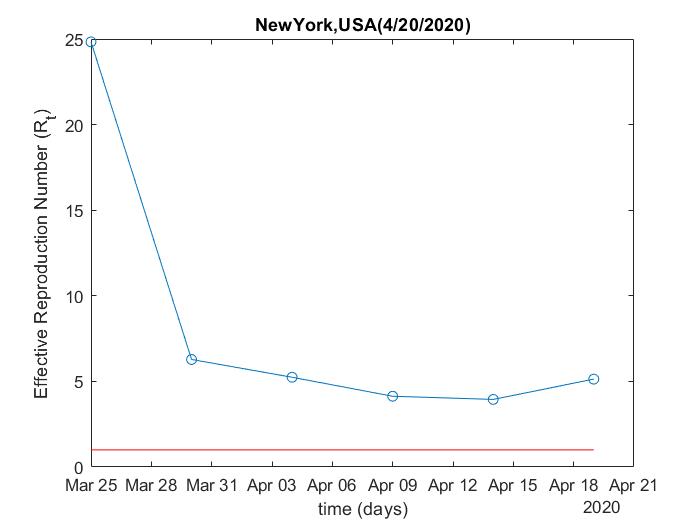 NewYork,USA(4/20/2020)
Effective Reproduction Number (Rt)
25
20
15
10
5
0
Mar 25 Mar 28 Mar 31 Apr 03 Apr 06 Apr 09 Apr 12 Apr 15 Apr 18 Apr 21
time (days)
2020